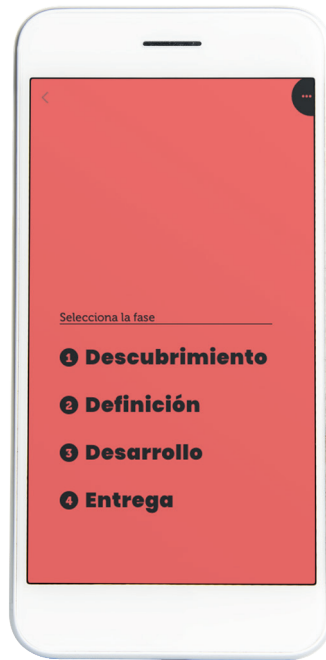 Selecciona la fase
1 Descubrimiento
2 Definición
3 Desarrollo
4 Entrega